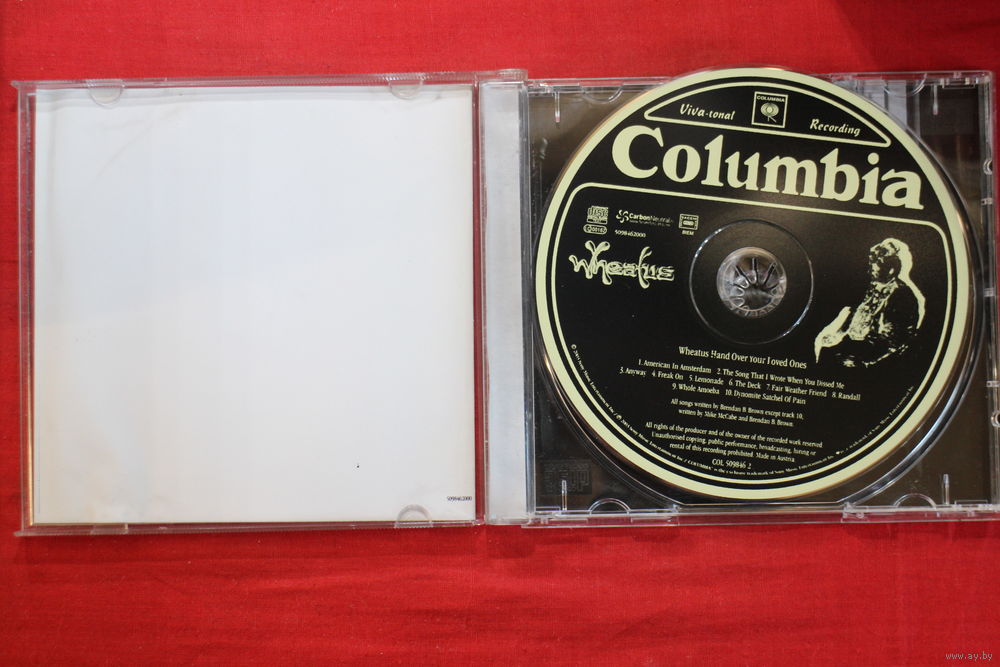 5098462000
Viva-tonal
COLUMBIA
Recording
Columbia
CarbonNeutral
5098462000
BIEM
wheatus
Wheatus Hand Over Your Loved Ones
1. American In Amsterdam 2. The Song That I Wrote When You Dissed Me
3. Anyway 4. Freak On 5. Lemonade 6. The Deck 7. Fair Weather Friend 8. Randall
9. Whole Amoeba 10. Dynomite Satchel Of Pain
All songs written by Brendan B. Brown except track 10,
written by Mike McCabe and Brendan B. Brown.
All rights of the producer and of the owner of the recorded work reserved
Unauthorised copying, public performance, broadcasting, hiring or
rental of this recording prohibited. Made in Austria
COL 509846 2
www.ay.by